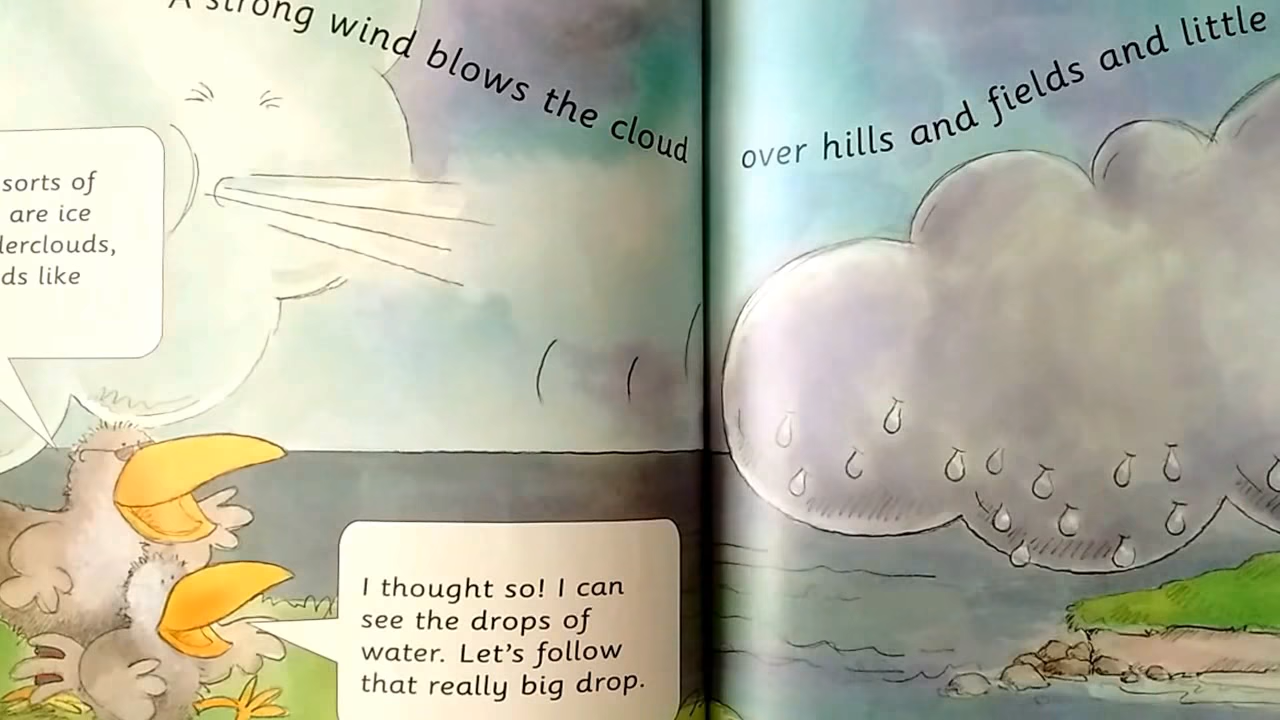 A strong wind blows the cloud
over hills and fields and little
sorts of
are ice
ds like
I thought so! I can
see the drops of
water. Let's follow
that really big drop.